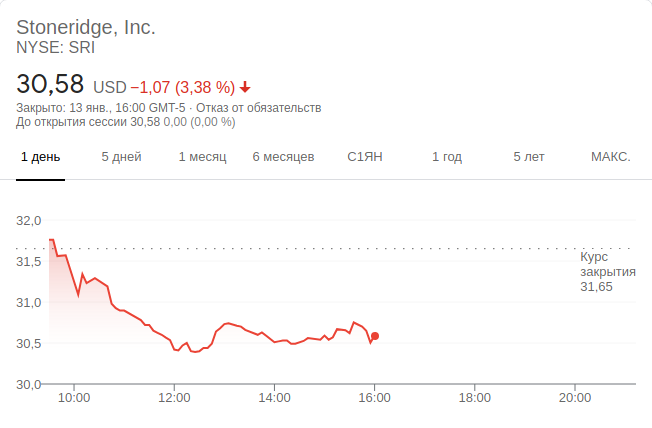 Stoneridge, Inc.
NYSE: SRI
30,58 USD −1,07 (3,38 %)
Закрыто: 13 янв., 16:00 GMT-5 · Отказ от обязательств
До открытия сессии 30,58 0,00 (0,00 %)
1 день 5 дней 1 месяц 6 месяцев С1ЯН 1 год 5 лет МАКС.
32,0
Курс
закрытия
31,65
31,5
31,0
30,5
30,0
10:00 12:00 14:00 16:00 18:00 20:00